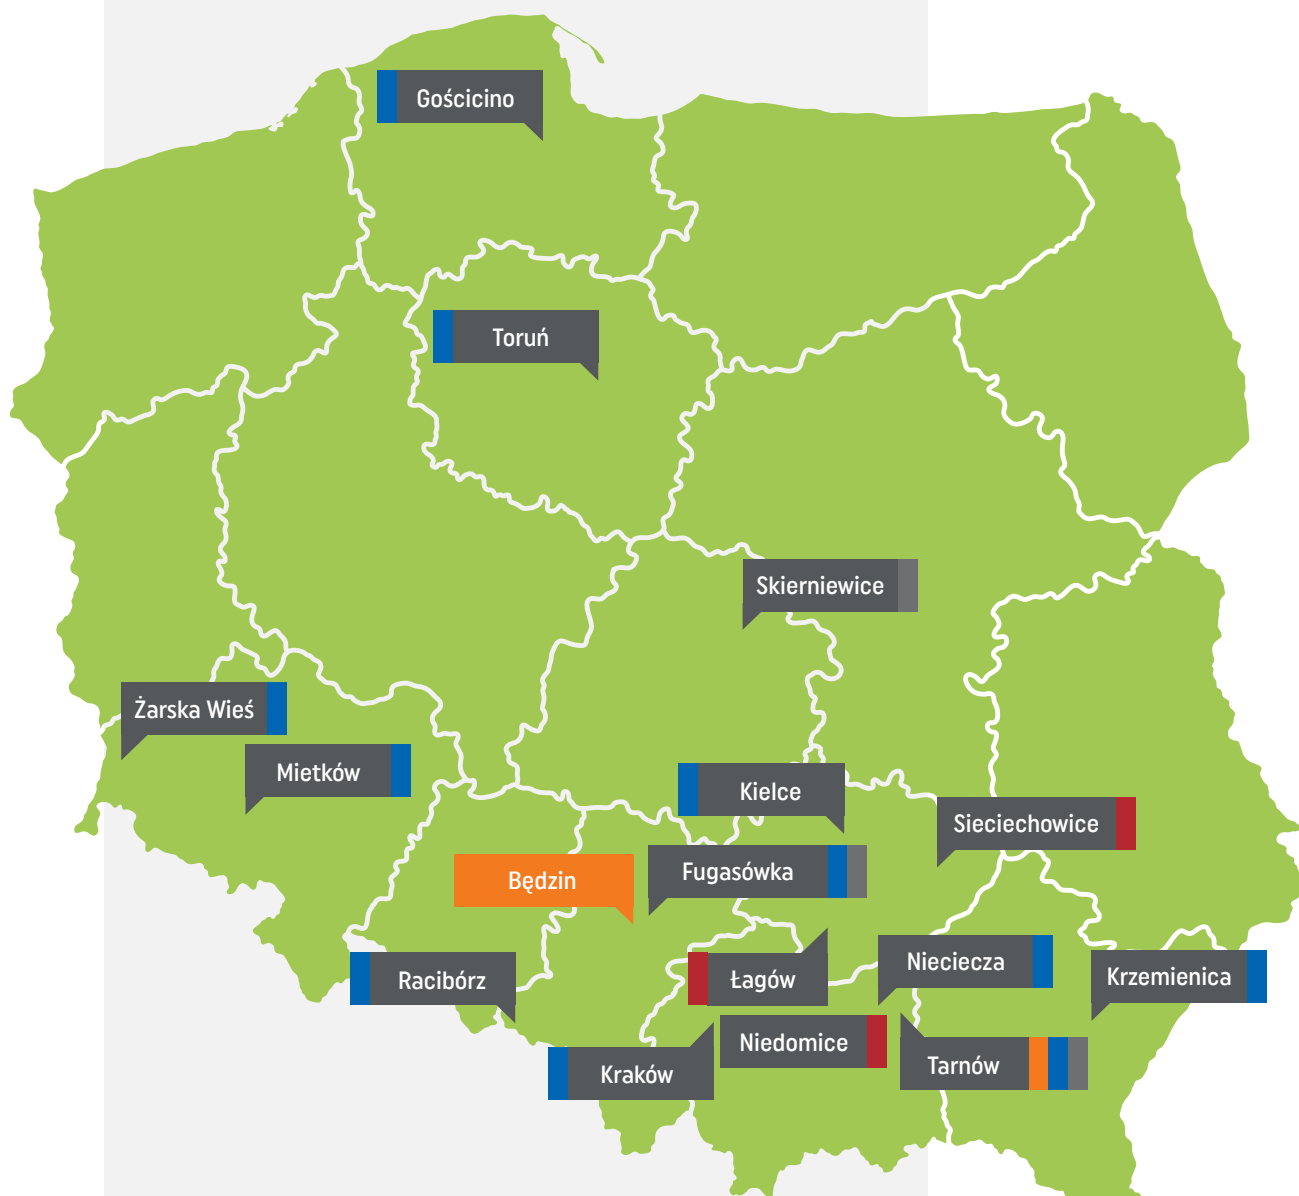 Gościcino
Toruń
Skierniewice
Żarska Wieś
Mietków
Kielce
Sieciechowice
Fugasówka
Będzin
Nieciecza
Krzemienica
Racibórz
Łagów
Niedomice
Tarnów
Kraków